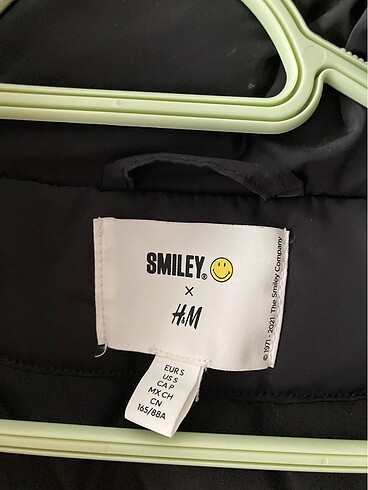 SMILEY®
×
H&M
© 1971 - 2021 The Smiley Company
EUR S
US S
CA P
MX CH
CN
165/88A